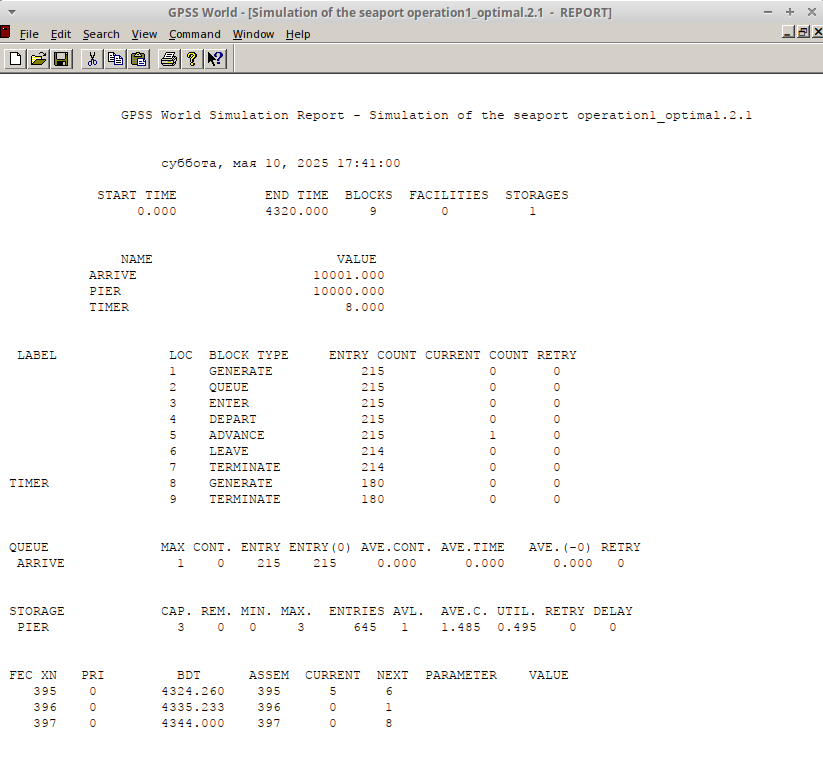 GPSS World - [Simulation of the seaport operation1_optimal.2.1 - REPORT]
File Edit Search View Command Window Help
GPSS World Simulation Report - Simulation of the seaport operation1_optimal.2.1
суббота, мая 10, 2025 17:41:00
START TIME END TIME BLOCKS FACILITIES STORAGES
0.000 4320.000 9 0 1
NAME VALUE
ARRIVE 10001.000
PIER 10000.000
TIMER 8.000
LABEL LOC BLOCK TYPE ENTRY COUNT CURRENT COUNT RETRY
1 GENERATE 215 0 0
2 QUEUE 215 0 0
3 ENTER 215 0 0
4 DEPART 215 0 0
5 ADVANCE 215 1 0
6 LEAVE 214 0 0
7 TERMINATE 214 0 0
TIMER 8 GENERATE 180 0 0
9 TERMINATE 180 0 0
QUEUE MAX CONT. ENTRY ENTRY(0) AVE.CONT. AVE.TIME AVE.(-0) RETRY
ARRIVE 1 0 215 215 0.000 0.000 0.000 0
STORAGE CAP. REM. MIN. MAX. ENTRIES AVL. AVE.C. UTIL. RETRY DELAY
PIER 3 0 0 3 645 1 1.485 0.495 0 0
FEC XN PRI BDT ASSEM CURRENT NEXT PARAMETER VALUE
395 0 4324.260 395 5 6
396 0 4335.233 396 0 1
397 0 4344.000 397 0 8